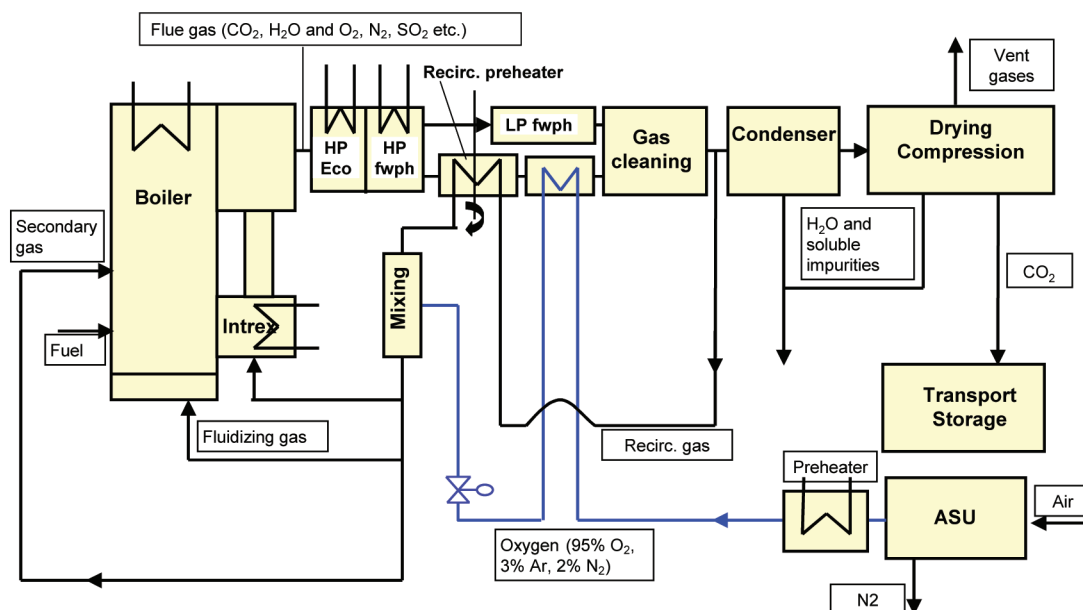 Flue gas (CO₂, H₂O and O₂, N₂, SO₂ etc.)
Vent
gases
Recirc. preheater
HP
Eco
HP
fwph
LP fwph
Gas
cleaning
Condenser
Drying
Compression
Boiler
Secondary
gas
H₂O and
soluble
impurities
CO₂
Mixing
Intrex
Fuel
Transport
Storage
Fluidizing gas
Recirc. gas
Preheater
Air
ASU
Oxygen (95% O₂,
3% Ar, 2% N₂)
N2